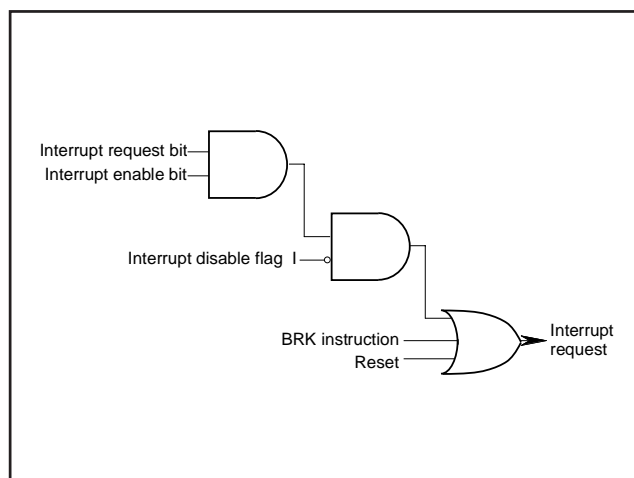 Interrupt request bit
Interrupt enable bit
Interrupt disable flag I
BRK instruction
Reset
Interrupt
request